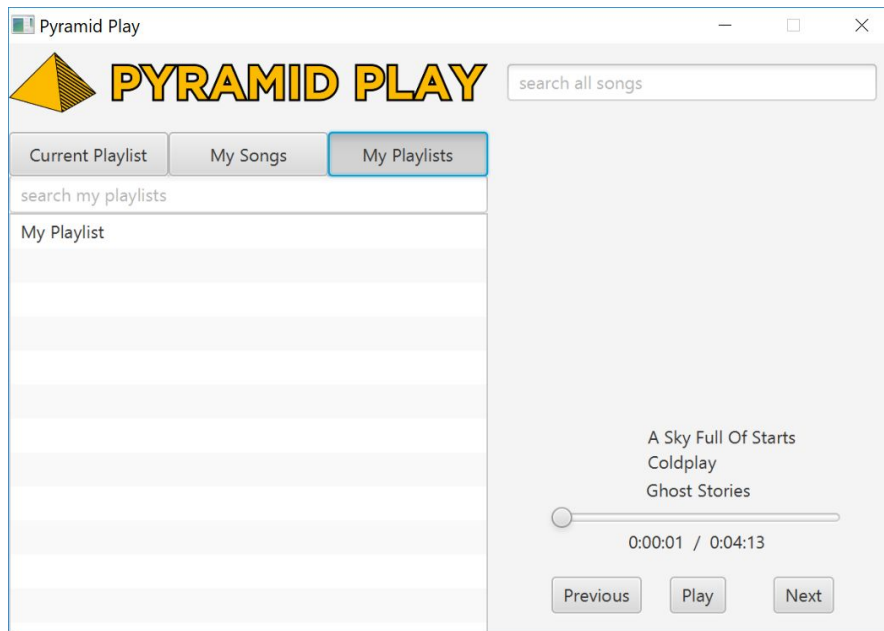 Pyramid Play
PYRAMID PLAY
search all songs
Current Playlist My Songs My Playlists
search my playlists
My Playlist
A Sky Full Of Starts
Coldplay
Ghost Stories
0:00:01 / 0:04:13
Previous Play Next